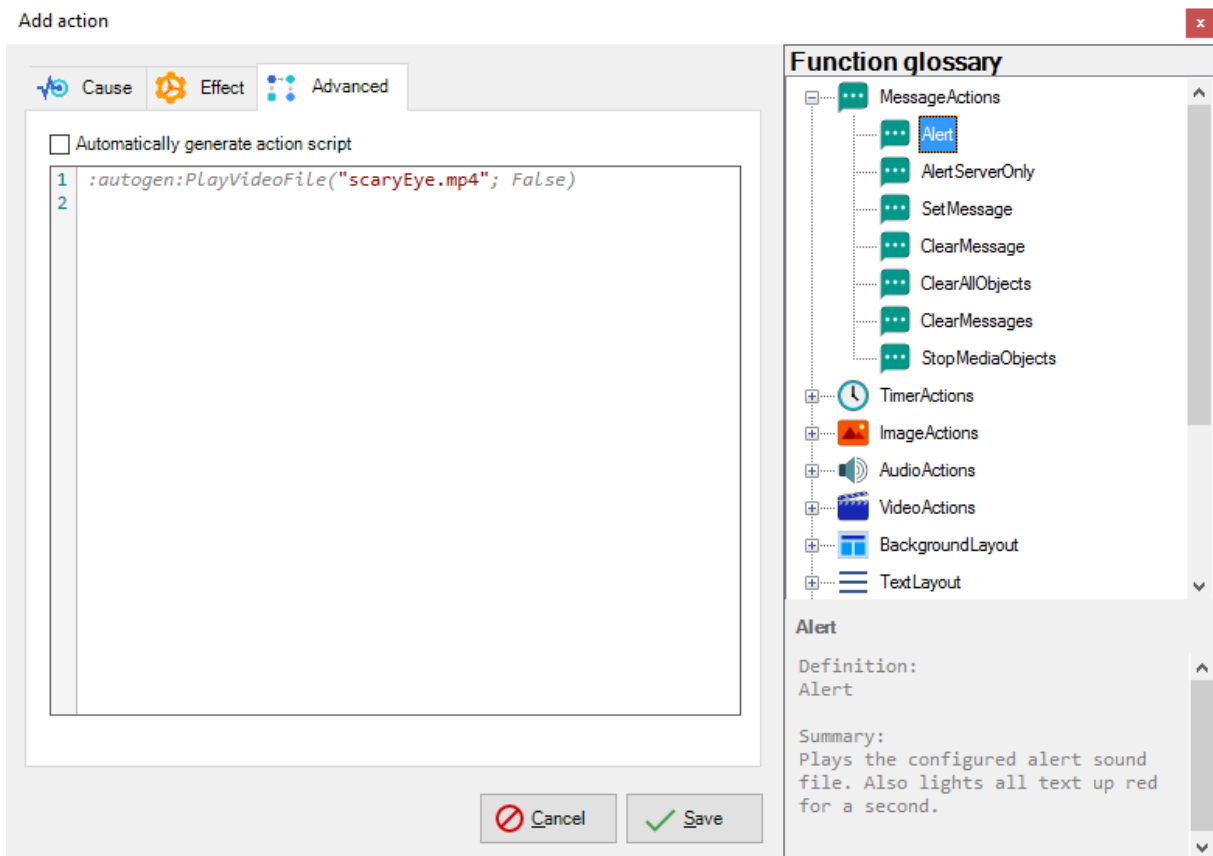 Add action
x
Cause
Effect
Advanced
Automatically generate action script
1 :autogen:PlayVideoFile("scaryEye.mp4"; False)
2
Cancel
Save
Function glossary
MessageActions
Alert
AlertServerOnly
SetMessage
ClearMessage
ClearAllObjects
ClearMessages
StopMediaObjects
TimerActions
ImageActions
AudioActions
VideoActions
BackgroundLayout
TextLayout
Alert
Definition:
Alert
Summary:
Plays the configured alert sound
file. Also lights all text up red
for a second.